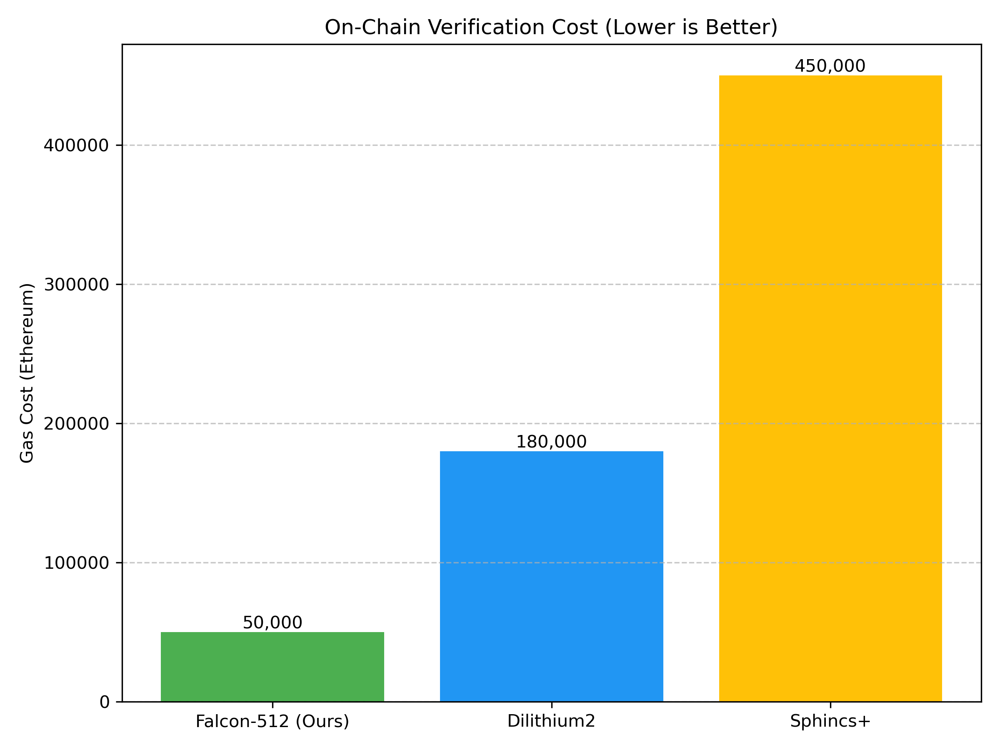 On-Chain Verification Cost (Lower is Better)
Gas Cost (Ethereum)
400000
300000
200000
100000
0
50,000
180,000
450,000
Falcon-512 (Ours)
Dilithium2
Sphincs+